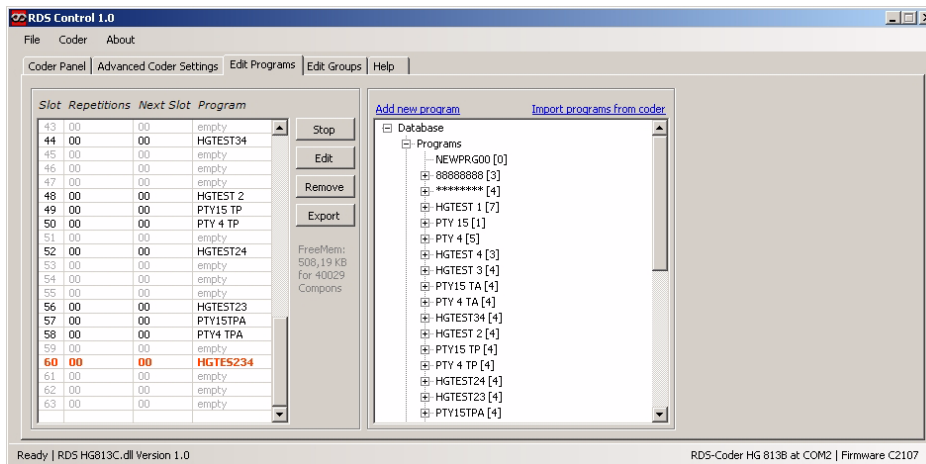 RDS Control 1.0
File Coder About
Coder Panel Advanced Coder Settings Edit Programs Edit Groups Help
Slot Repetitions Next Slot Program
43 00 00 empty
44 00 00 HGTEST34
45 00 00 empty
46 00 00 empty
47 00 00 empty
48 00 00 HGTEST 2
49 00 00 PTY15 TP
50 00 00 PTY 4 TP
51 00 00 empty
52 00 00 HGTEST24
53 00 00 empty
54 00 00 empty
55 00 00 empty
56 00 00 HGTEST23
57 00 00 PTY15TPA
58 00 00 PTY4 TPA
59 00 00 empty
60 00 00 HGTES234
61 00 00 empty
62 00 00 empty
63 00 00 empty
Stop
Edit
Remove
Export
FreeMem:
508,19 KB
for 40029
Compons
Add new program Import programs from coder
Database
Programs
NEWPRG00 [0]
88888888 [3]
******** [4]
HGTEST 1 [7]
PTY 15 [1]
PTY 4 [5]
HGTEST 4 [3]
HGTEST 3 [4]
PTY15 TA [4]
PTY 4 TA [4]
HGTEST34 [4]
HGTEST 2 [4]
PTY15 TP [4]
PTY 4 TP [4]
HGTEST24 [4]
HGTEST23 [4]
PTY15TPA [4]
Ready | RDS HG813C.dll Version 1.0 RDS-Coder HG 813B at COM2 | Firmware C2107